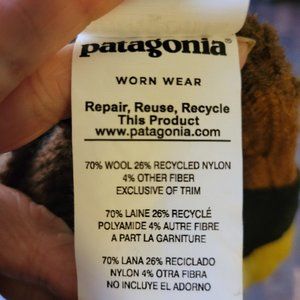 patagonia®
WORN WEAR
Repair, Reuse, Recycle
This Product
www.patagonia.com
70% WOOL 26% RECYCLED NYLON
4% OTHER FIBER
EXCLUSIVE OF TRIM
70% LAINE 26% RECYCLÉ
POLYAMIDE 4% AUTRE FIBRE
A PART LA GARNITURE
70% LANA 26% RECICLADO
NYLON 4% OTRA FIBRA
NO INCLUYE EL ADORNO